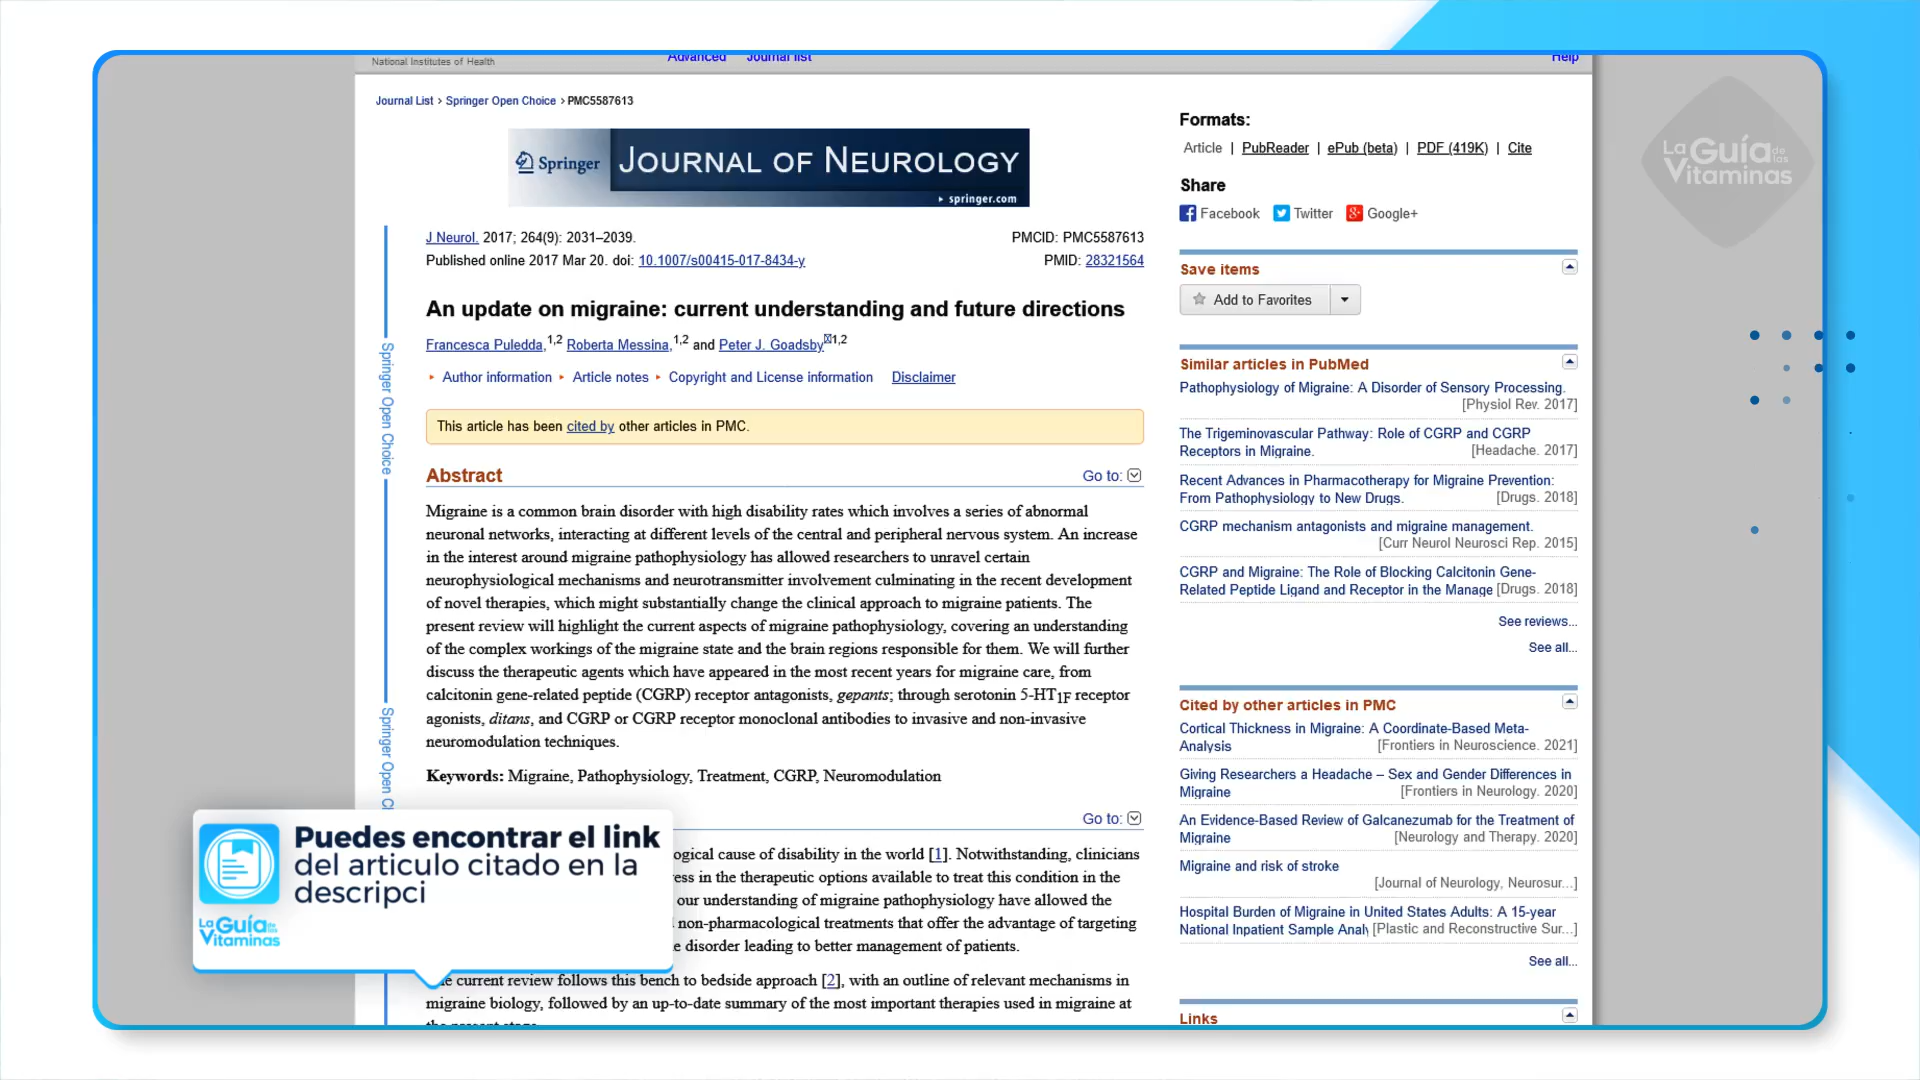 National Institutes of Health
Advanced Journal list
Help
Journal List > Springer Open Choice > PMC5587613
Springer
JOURNAL OF NEUROLOGY
springer.com
J Neurol. 2017; 264(9): 2031–2039.
PMCID: PMC5587613
Published online 2017 Mar 20. doi: 10.1007/s00415-017-8434-y
PMID: 28321564
An update on migraine: current understanding and future directions
Francesca Puledda,1,2 Roberta Messina,1,2 and Peter J. Goadsby1,2
Author information Article notes Copyright and License information Disclaimer
This article has been cited by other articles in PMC.
Abstract
Go to:
Migraine is a common brain disorder with high disability rates which involves a series of abnormal
neuronal networks, interacting at different levels of the central and peripheral nervous system. An increase
in the interest around migraine pathophysiology has allowed researchers to unravel certain
neurophysiological mechanisms and neurotransmitter involvement culminating in the recent development
of novel therapies, which might substantially change the clinical approach to migraine patients. The
present review will highlight the current aspects of migraine pathophysiology, covering an understanding
of the complex workings of the migraine state and the brain regions responsible for them. We will further
discuss the therapeutic agents which have appeared in the most recent years for migraine care, from
calcitonin gene-related peptide (CGRP) receptor antagonists, gepants; through serotonin 5-HT1F receptor
agonists, ditans, and CGRP or CGRP receptor monoclonal antibodies to invasive and non-invasive
neuromodulation techniques.
Keywords: Migraine, Pathophysiology, Treatment, CGRP, Neuromodulation
Go to:
ogical cause of disability in the world [1]. Notwithstanding, clinicians
ess in the therapeutic options available to treat this condition in the
our understanding of migraine pathophysiology have allowed the
non-pharmacological treatments that offer the advantage of targeting
e disorder leading to better management of patients.
e current review follows this bench to bedside approach [2], with an outline of relevant mechanisms in
migraine biology, followed by an up-to-date summary of the most important therapies used in migraine at
the present stage.
Springer Open Choice
Springer Open Cl
Formats:
Article | PubReader | ePub (beta) | PDF (419K) | Cite
Share
Facebook Twitter Google+
Save items
Add to Favorites
Similar articles in PubMed
Pathophysiology of Migraine: A Disorder of Sensory Processing.
[Physiol Rev. 2017]
The Trigeminovascular Pathway: Role of CGRP and CGRP
Receptors in Migraine. [Headache. 2017]
Recent Advances in Pharmacotherapy for Migraine Prevention:
From Pathophysiology to New Drugs. [Drugs. 2018]
CGRP mechanism antagonists and migraine management.
[Curr Neurol Neurosci Rep. 2015]
CGRP and Migraine: The Role of Blocking Calcitonin Gene-
Related Peptide Ligand and Receptor in the Manage [Drugs. 2018]
See reviews...
See all...
Cited by other articles in PMC
Cortical Thickness in Migraine: A Coordinate-Based Meta-
Analysis [Frontiers in Neuroscience. 2021]
Giving Researchers a Headache – Sex and Gender Differences in
Migraine [Frontiers in Neurology. 2020]
An Evidence-Based Review of Galcanezumab for the Treatment of
Migraine [Neurology and Therapy. 2020]
Migraine and risk of stroke
[Journal of Neurology, Neurosur...]
Hospital Burden of Migraine in United States Adults: A 15-year
National Inpatient Sample Analy [Plastic and Reconstructive Sur...]
See all...
Links
La Guía de las
Vitaminas
Puedes encontrar el link
del articulo citado en la
descripci
La Guía de las
Vitaminas